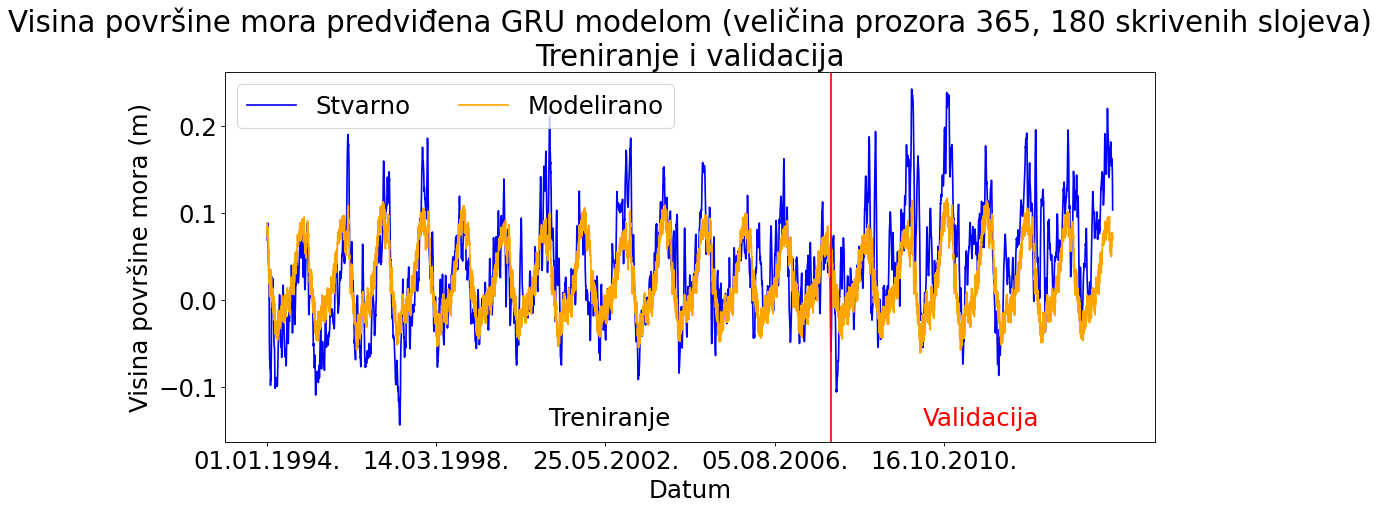 Visina površine mora predviđena GRU modelom (veličina prozora 365, 180 skrivenih slojeva)
Treniranje i validacija
Stvarno Modelirano
Visina površine mora (m)
0.2
0.1
0.0
−0.1
Treniranje Validacija
01.01.1994. 14.03.1998. 25.05.2002. 05.08.2006. 16.10.2010.
Datum